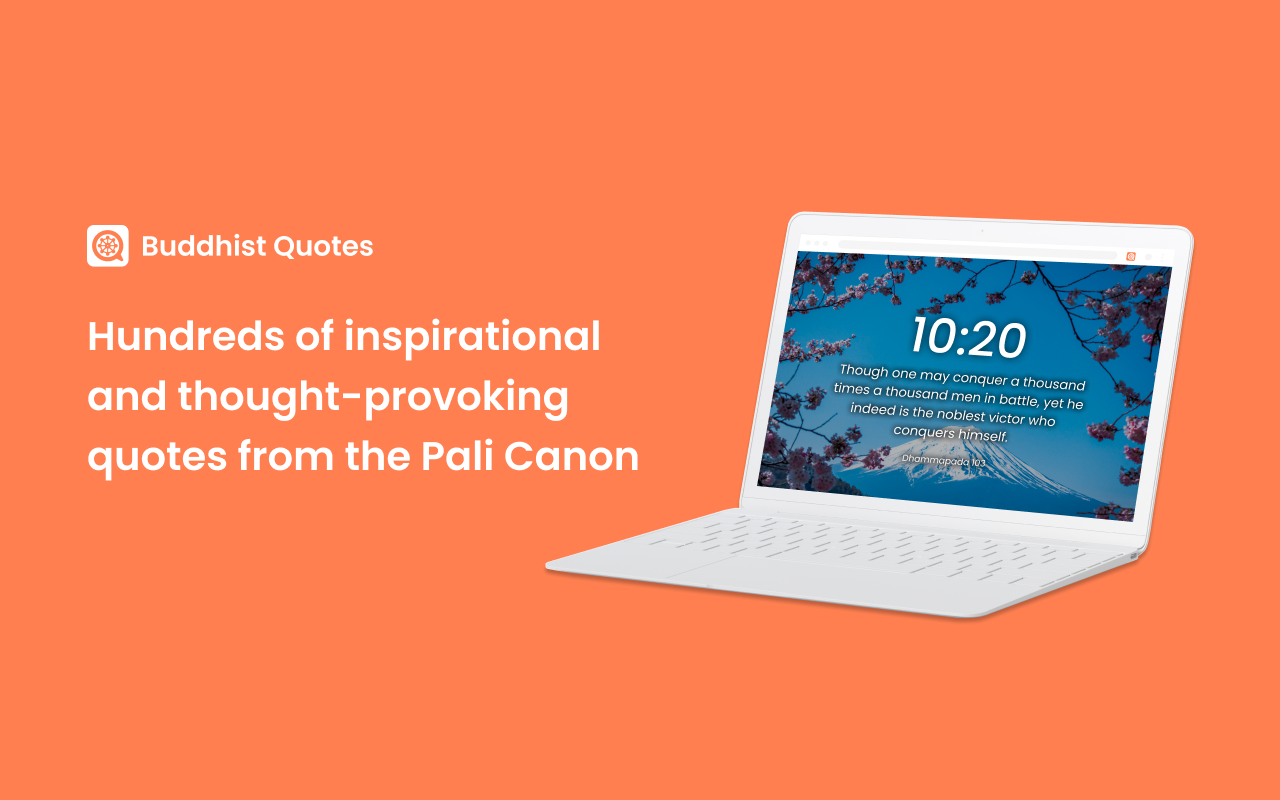 Buddhist Quotes
Hundreds of inspirational
and thought-provoking
quotes from the Pali Canon
10:20
Though one may conquer a thousand
times a thousand men in battle, yet he
indeed is the noblest victor who
conquers himself.
Dhammapada 103